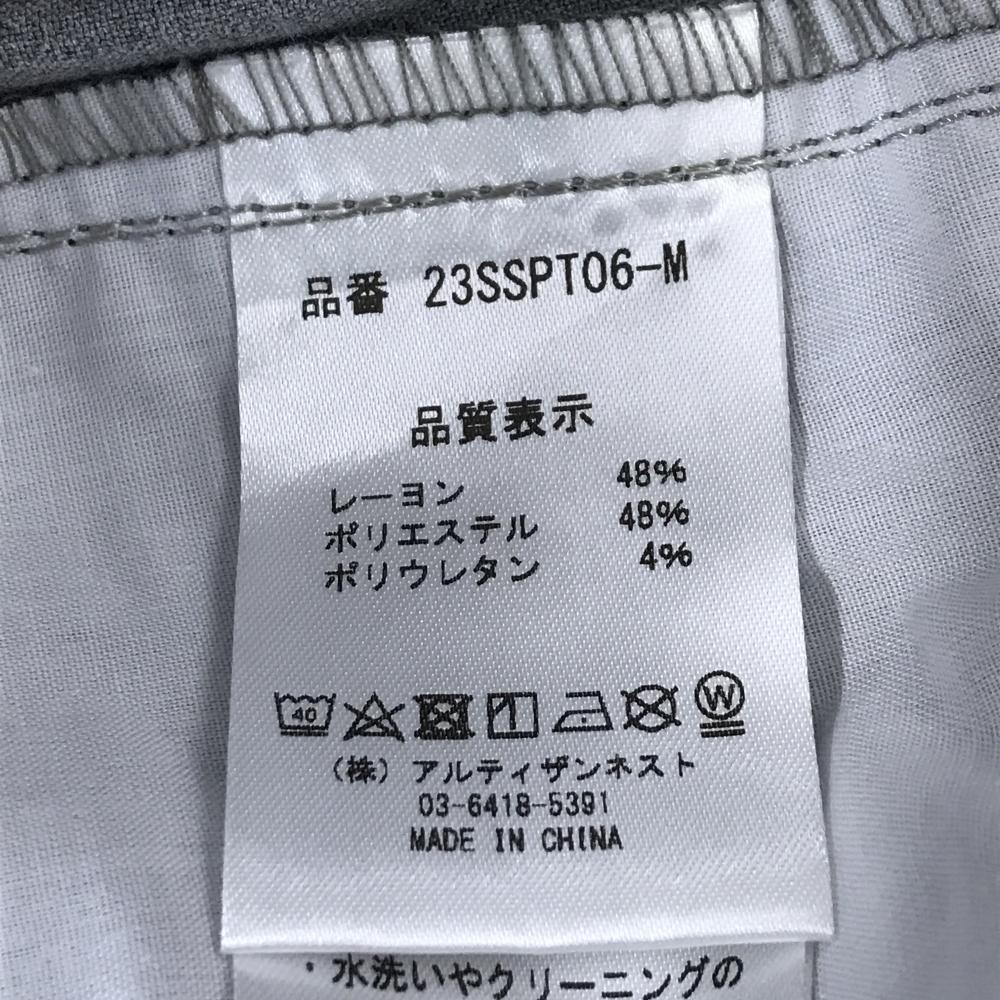 品番 23SSPT06-M
品質表示
レーヨン 48%
ポリエステル 48%
ポリウレタン 4%
40 W
(株) アルティザンネスト
03-6418-5391
MADE IN CHINA
・水洗いやクリーニングの